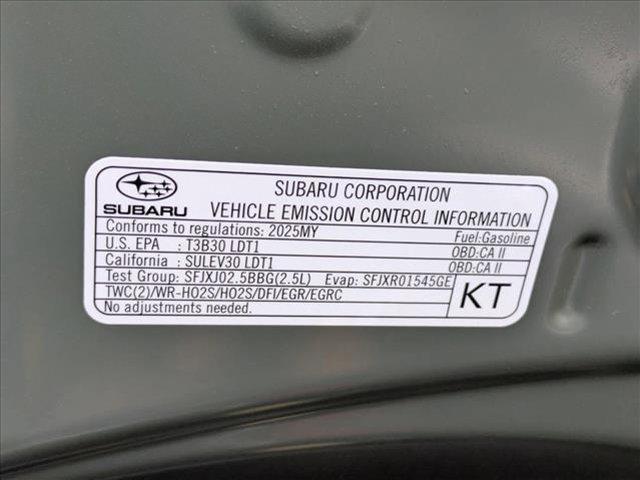 SUBARU
SUBARU CORPORATION
VEHICLE EMISSION CONTROL INFORMATION
Conforms to regulations: 2025MY Fuel:Gasoline
U.S. EPA : T3B30 LDT1 OBD:CA II
California : SULEV30 LDT1 OBD:CA II
Test Group: SFJXJ02.5BBG(2.5L) Evap: SFJXR01545GE
TWC(2)/WR-HO2S/HO2S/DFI/EGR/EGRC
No adjustments needed.
KT